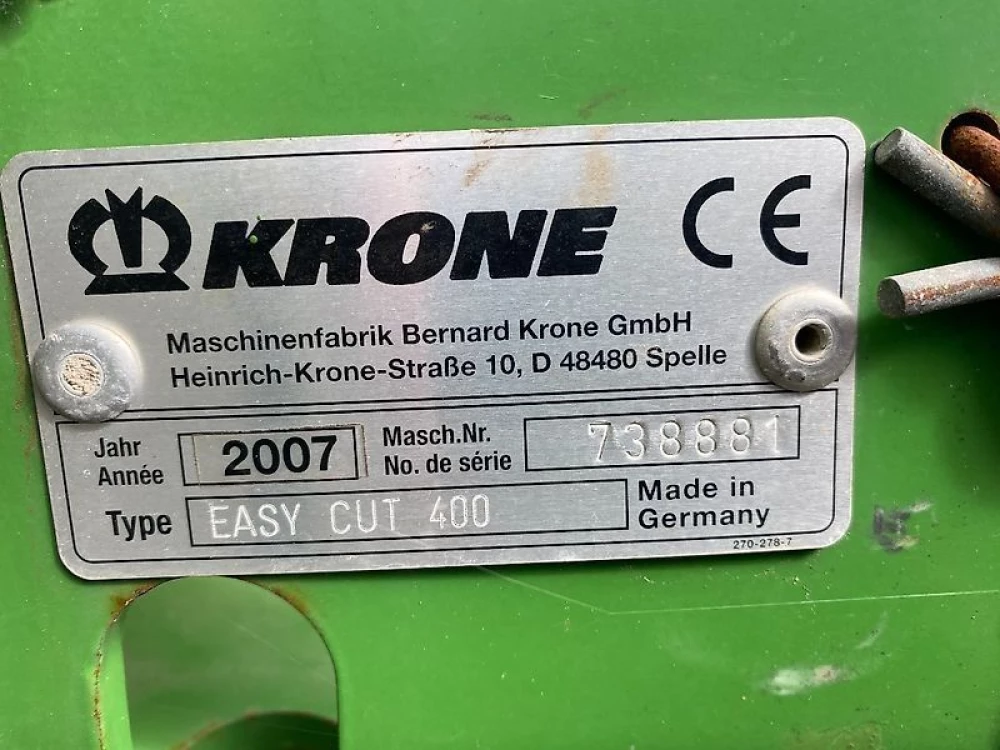 KRONE CE
Maschinenfabrik Bernard Krone GmbH
Heinrich-Krone-Straße 10, D 48480 Spelle
Jahr 2007 Masch.Nr. 738881
Année No. de série
Type EASY CUT 400 Made in
Germany
270-278-7